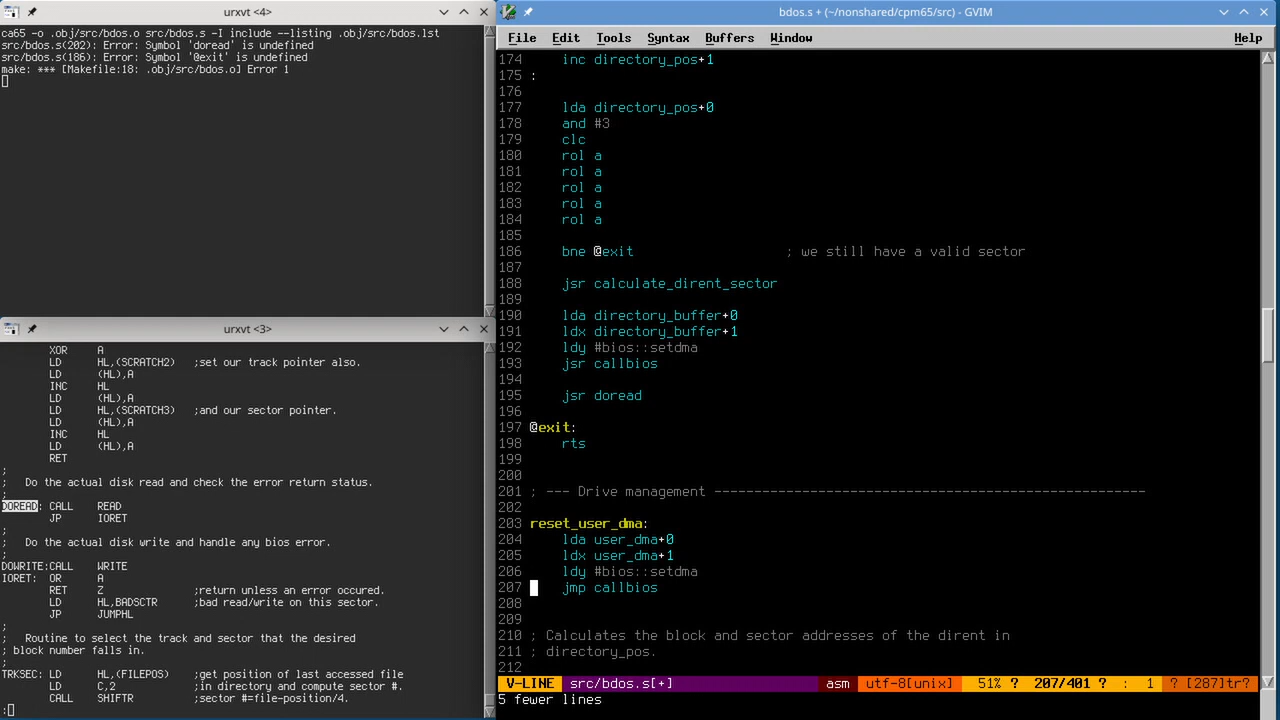 urxvt <4>
ca65 -o .obj/src/bdos.o src/bdos.s -I include --listing .obj/src/bdos.lst
src/bdos.s(202): Error: Symbol 'doread' is undefined
src/bdos.s(186): Error: Symbol '@exit' is undefined
make: *** [Makefile:18: .obj/src/bdos.o] Error 1
urxvt <3>
XOR A
LD HL,(SCRATCH2) ;set our track pointer also.
LD (HL),A
INC HL
LD (HL),A
LD HL,(SCRATCH3) ;and our sector pointer.
LD (HL),A
INC HL
LD (HL),A
RET
;
; Do the actual disk read and check the error return status.
;
DOREAD: CALL READ
JP IORET
;
; Do the actual disk write and handle any bios error.
;
DOWRITE:CALL WRITE
IORET: OR A
RET Z ;return unless an error occured.
LD HL,BADSCTR ;bad read/write on this sector.
JP JUMPHL
;
; Routine to select the track and sector that the desired
; block number falls in.
;
TRKSEC: LD HL,(FILEPOS) ;get position of last accessed file
LD C,2 ;in directory and compute sector #.
CALL SHIFTR ;sector #=file-position/4.
:
bdos.s + (~/nonshared/cpm65/src) - GVIM
File Edit Tools Syntax Buffers Window Help
174 inc directory_pos+1
175 :
176
177 lda directory_pos+0
178 and #3
179 clc
180 rol a
181 rol a
182 rol a
183 rol a
184 rol a
185
186 bne @exit ; we still have a valid sector
187
188 jsr calculate_dirent_sector
189
190 lda directory_buffer+0
191 ldx directory_buffer+1
192 ldy #bios::setdma
193 jsr callbios
194
195 jsr doread
196
197 @exit:
198 rts
199
200
201 ; --- Drive management ------------------------------------------------------
202
203 reset_user_dma:
204 lda user_dma+0
205 ldx user_dma+1
206 ldy #bios::setdma
207 jmp callbios
208
209
210 ; Calculates the block and sector addresses of the dirent in
211 ; directory_pos.
212
V-LINE src/bdos.s[+] asm utf-8[unix] 51% ? 207/401 ? : 1 ? [287]tr?
5 fewer lines